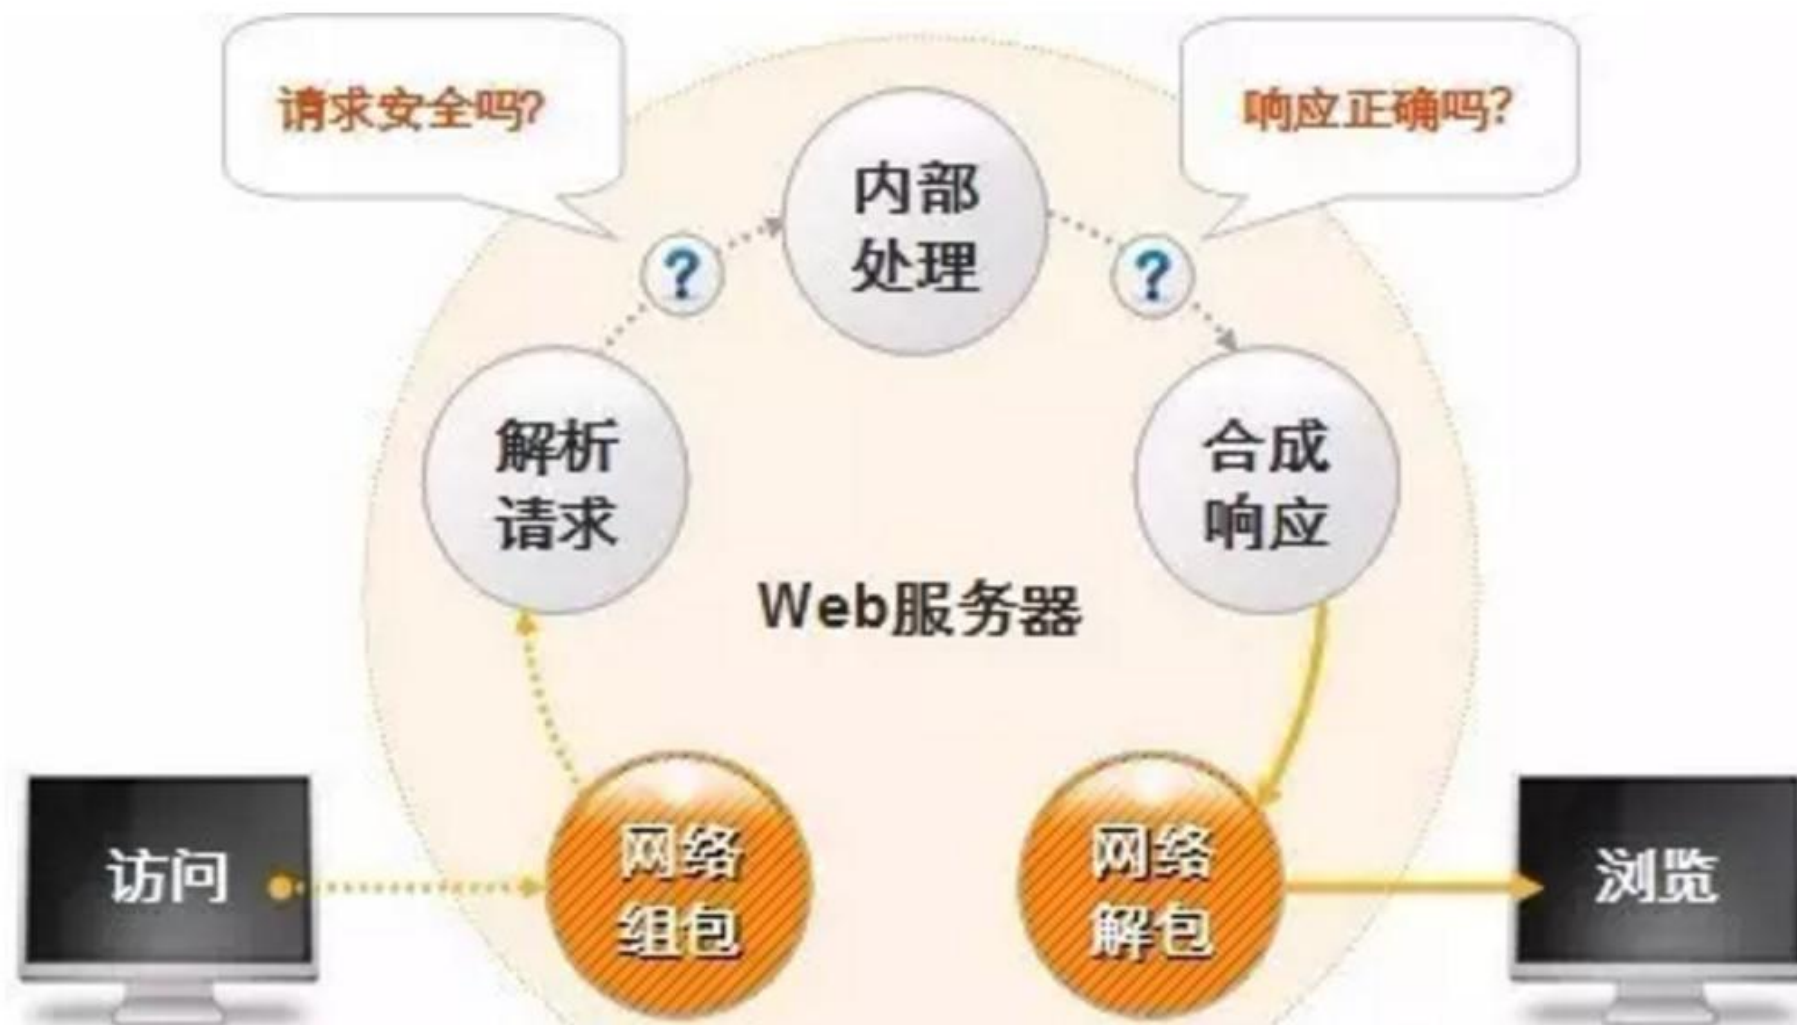 请求安全吗?
响应正确吗?
内部
处理
?
?
解析
请求
合成
响应
Web服务器
访问
网络
组包
网络
解包
浏览